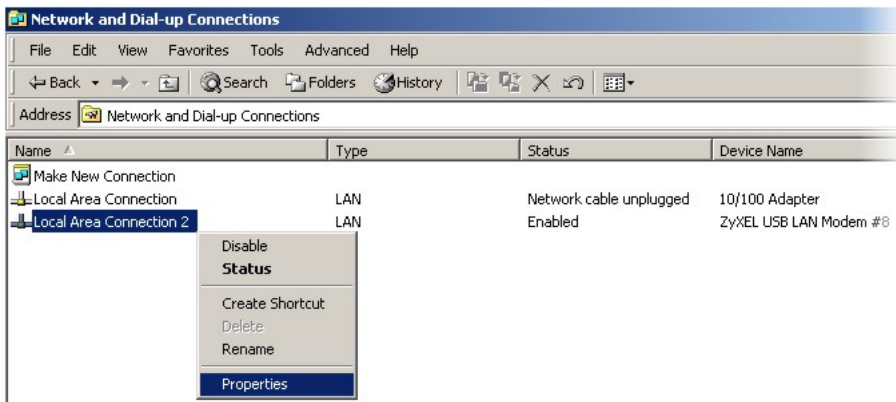 Network and Dial-up Connections
File Edit View Favorites Tools Advanced Help
Back Search Folders History
Address Network and Dial-up Connections
Name Type Status Device Name
Make New Connection
Local Area Connection LAN Network cable unplugged 10/100 Adapter
Local Area Connection 2 LAN Enabled ZyXEL USB LAN Modem #8
Disable
Status
Create Shortcut
Delete
Rename
Properties